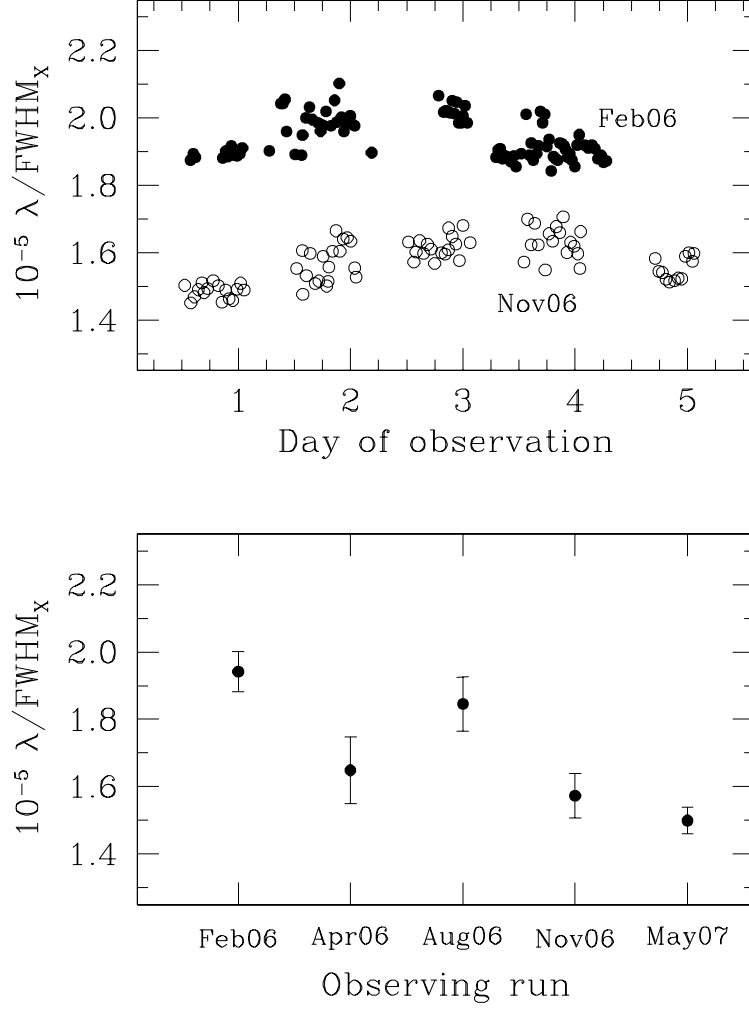 10⁻⁵ λ/FWHMₓ
2.2
2.0
1.8
1.6
1.4
Feb06
Nov06
1 2 3 4 5
Day of observation
10⁻⁵ λ/FWHMₓ
2.2
2.0
1.8
1.6
1.4
Feb06 Apr06 Aug06 Nov06 May07
Observing run